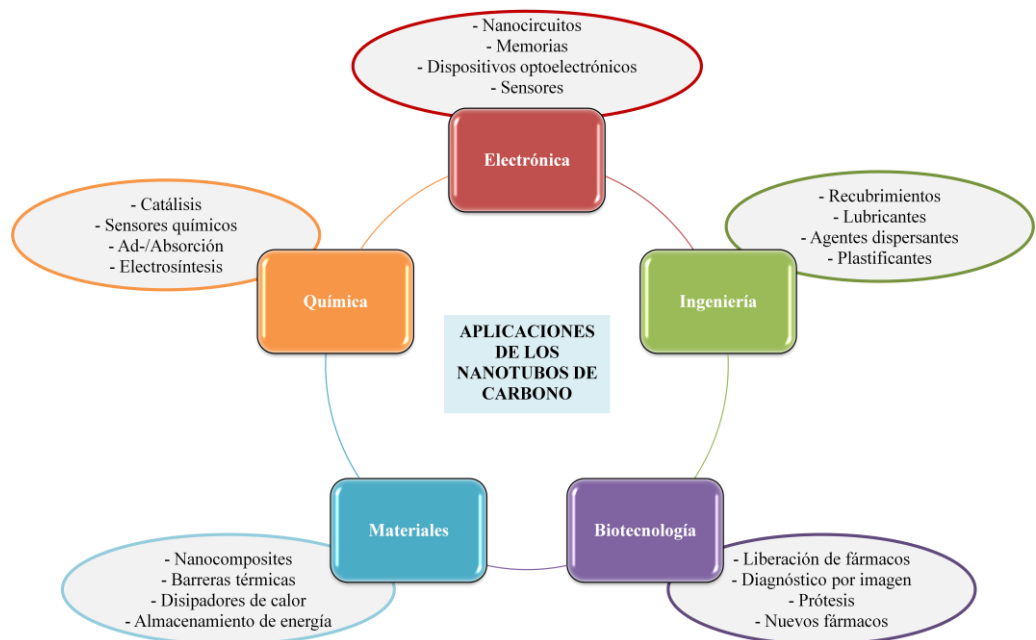 - Nanocircuitos
- Memorias
- Dispositivos optoelectrónicos
- Sensores
Electrónica
- Catálisis
- Sensores químicos
- Ad-/Absorción
- Electrosíntesis
Química
- Recubrimientos
- Lubricantes
- Agentes dispersantes
- Plastificantes
Ingeniería
APLICACIONES
DE LOS
NANOTUBOS DE
CARBONO
Materiales
- Nanocomposites
- Barreras térmicas
- Disipadores de calor
- Almacenamiento de energía
Biotecnología
- Liberación de fármacos
- Diagnóstico por imagen
- Prótesis
- Nuevos fármacos